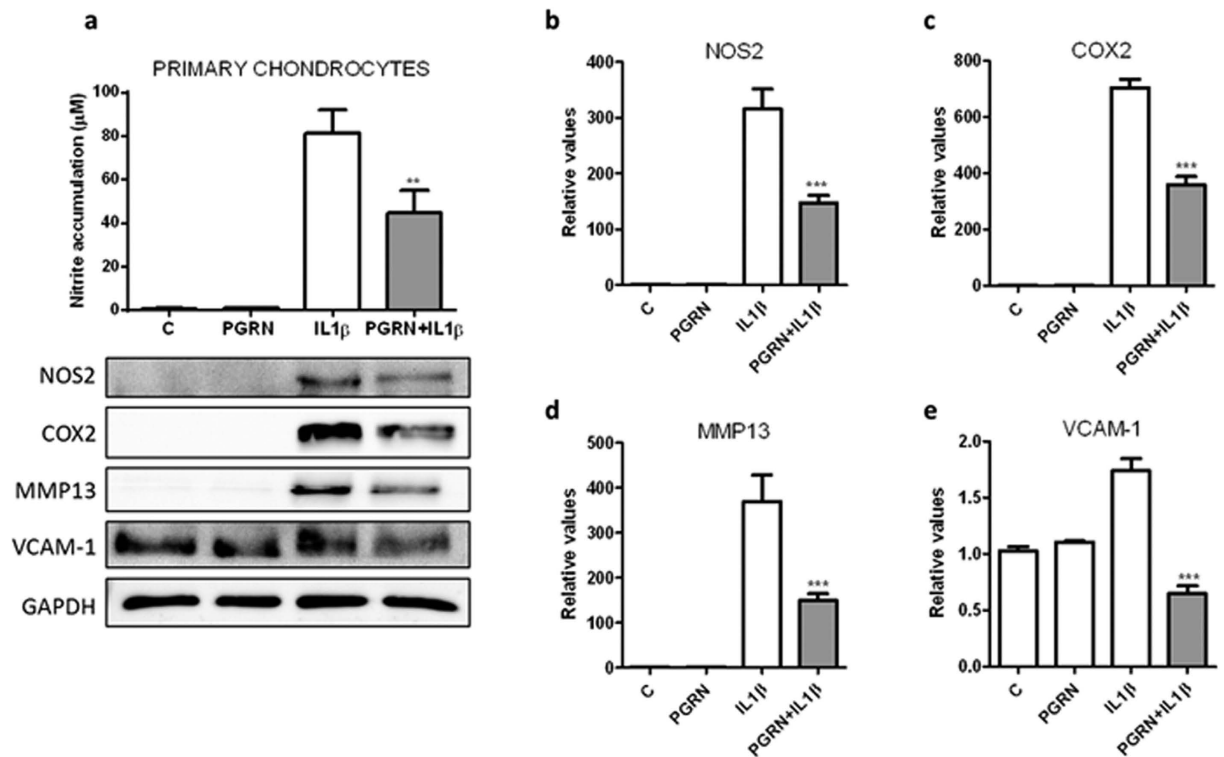 a
PRIMARY CHONDROCYTES
Nitrite accumulation (µM)
100
80
60
40
20
0
**
C PGRN IL1β PGRN+IL1β
NOS2
COX2
MMP13
VCAM-1
GAPDH
b
NOS2
Relative values
400
300
200
100
0
***
C PGRN IL1β PGRN+IL1β
c
COX2
Relative values
800
600
400
200
0
***
C PGRN IL1β PGRN+IL1β
d
MMP13
Relative values
500
400
300
200
100
0
***
C PGRN IL1β PGRN+IL1β
e
VCAM-1
Relative values
2.0
1.5
1.0
0.5
0.0
***
C PGRN IL1β PGRN+IL1β